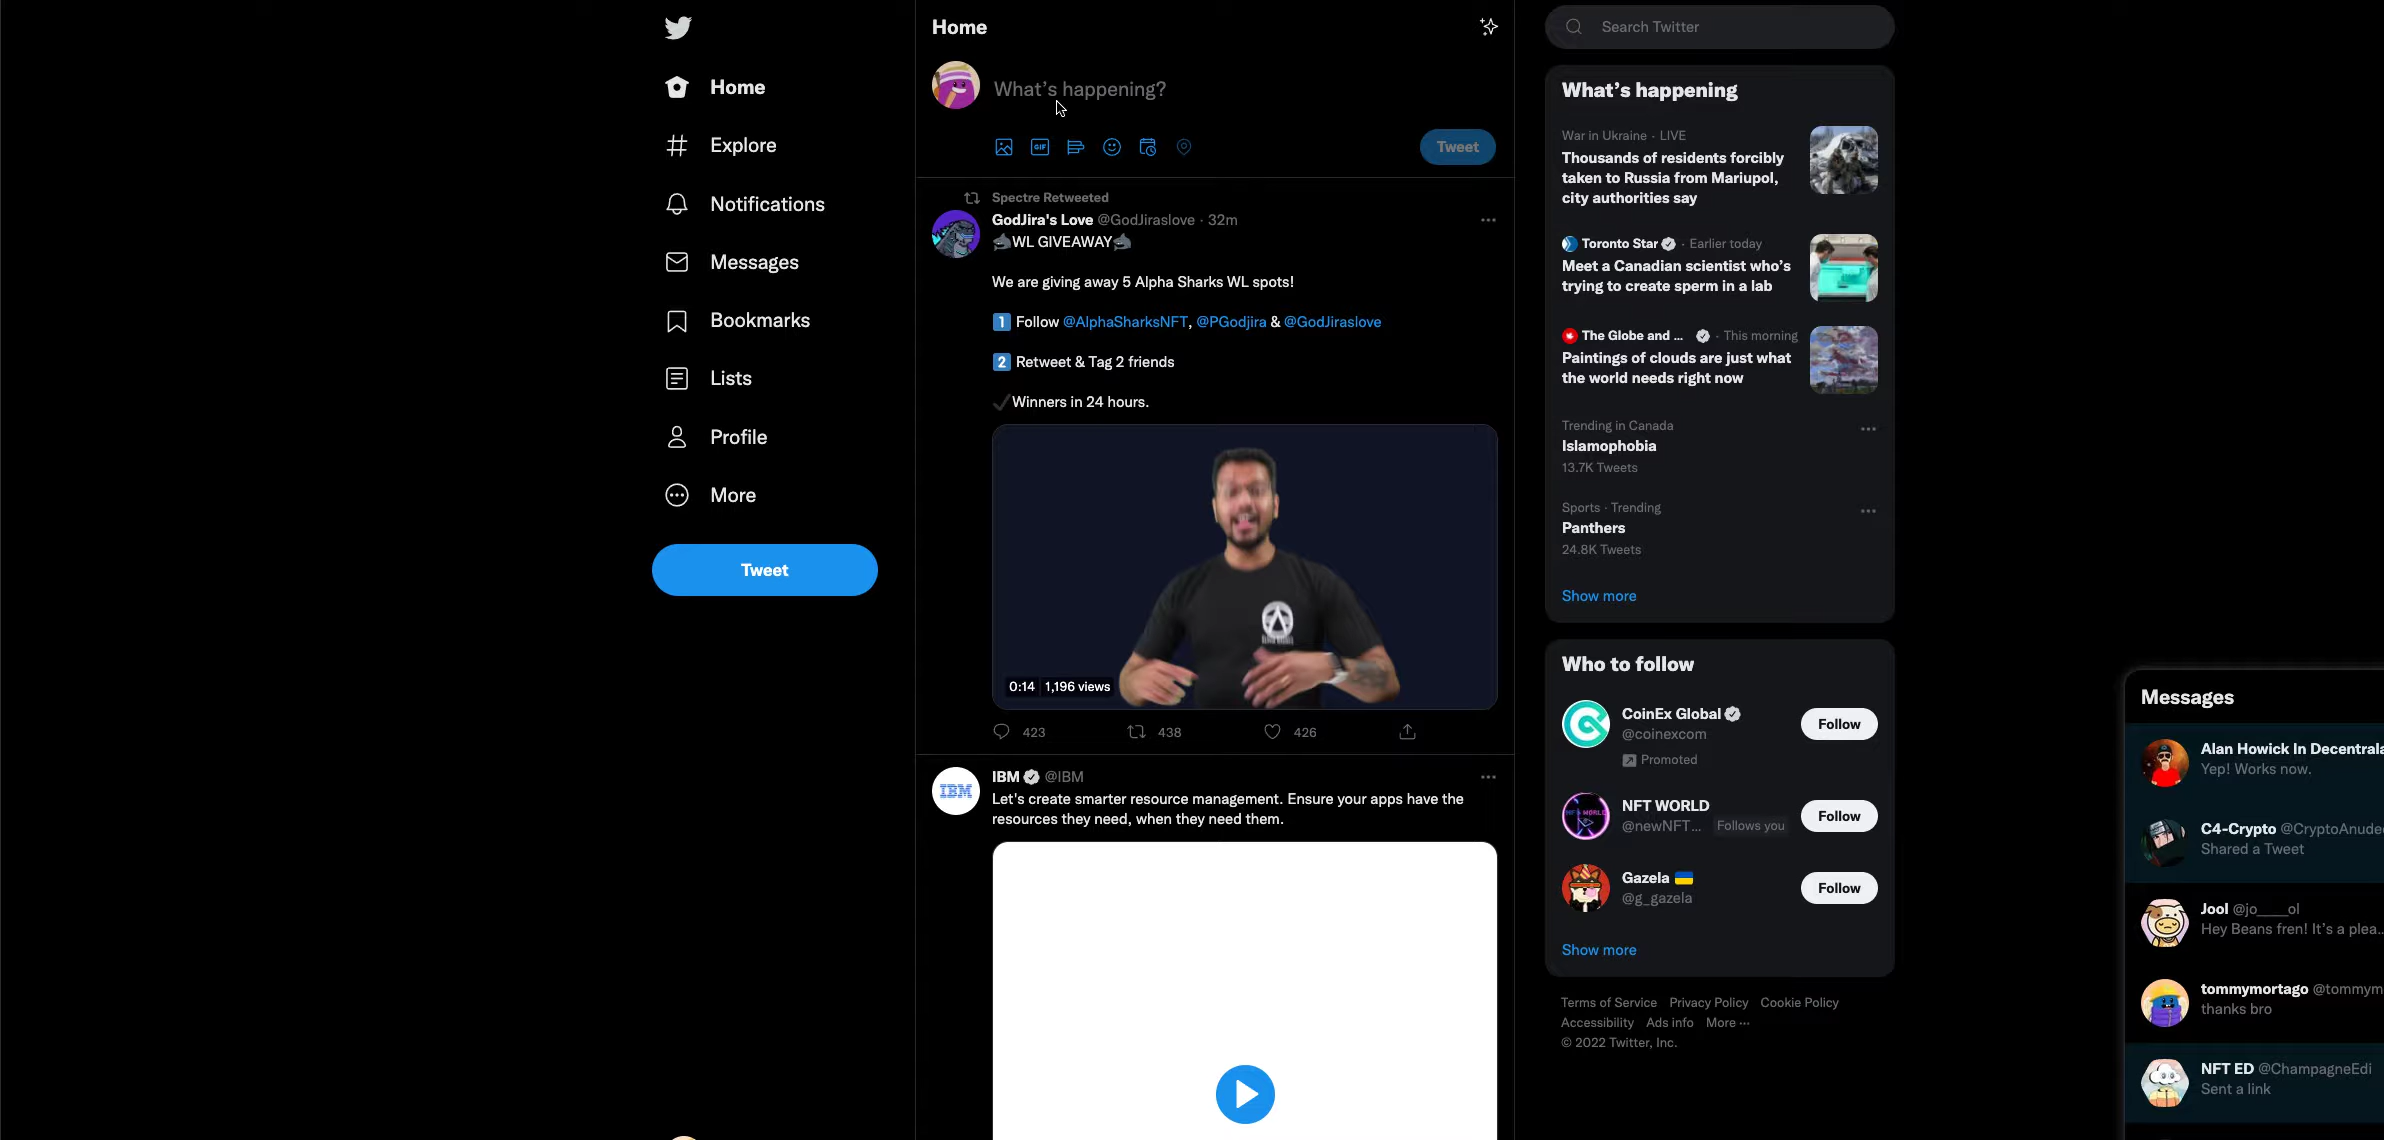 Home
Explore
Notifications
Messages
Bookmarks
Lists
Profile
More
Tweet
Home
What's happening?
GIF
Tweet
Spectre Retweeted
GodJira's Love @GodJiraslove · 32m
🦈WL GIVEAWAY🦈
We are giving away 5 Alpha Sharks WL spots!
1️⃣ Follow @AlphaSharksNFT, @PGodjira & @GodJiraslove
2️⃣ Retweet & Tag 2 friends
✔️Winners in 24 hours.
0:14 1,196 views
423 438 426
IBM @IBM
IBM
Let's create smarter resource management. Ensure your apps have the
resources they need, when they need them.
Search Twitter
What's happening
War in Ukraine · LIVE
Thousands of residents forcibly
taken to Russia from Mariupol,
city authorities say
Toronto Star · Earlier today
Meet a Canadian scientist who's
trying to create sperm in a lab
The Globe and ... · This morning
Paintings of clouds are just what
the world needs right now
Trending in Canada
Islamophobia
13.7K Tweets
Sports · Trending
Panthers
24.8K Tweets
Show more
Who to follow
CoinEx Global
@coinexcom
Promoted
Follow
NFT WORLD
@newNFT... Follows you
Follow
Gazela 🇺🇦
@g_gazela
Follow
Show more
Terms of Service Privacy Policy Cookie Policy
Accessibility Ads info More ···
© 2022 Twitter, Inc.
Messages
Alan Howick In Decentrala
Yep! Works now.
C4-Crypto @CryptoAnude
Shared a Tweet
Jool @jo____ol
Hey Beans fren! It's a plea...
tommymortago @tommym
thanks bro
NFT ED @ChampagneEdi
Sent a link